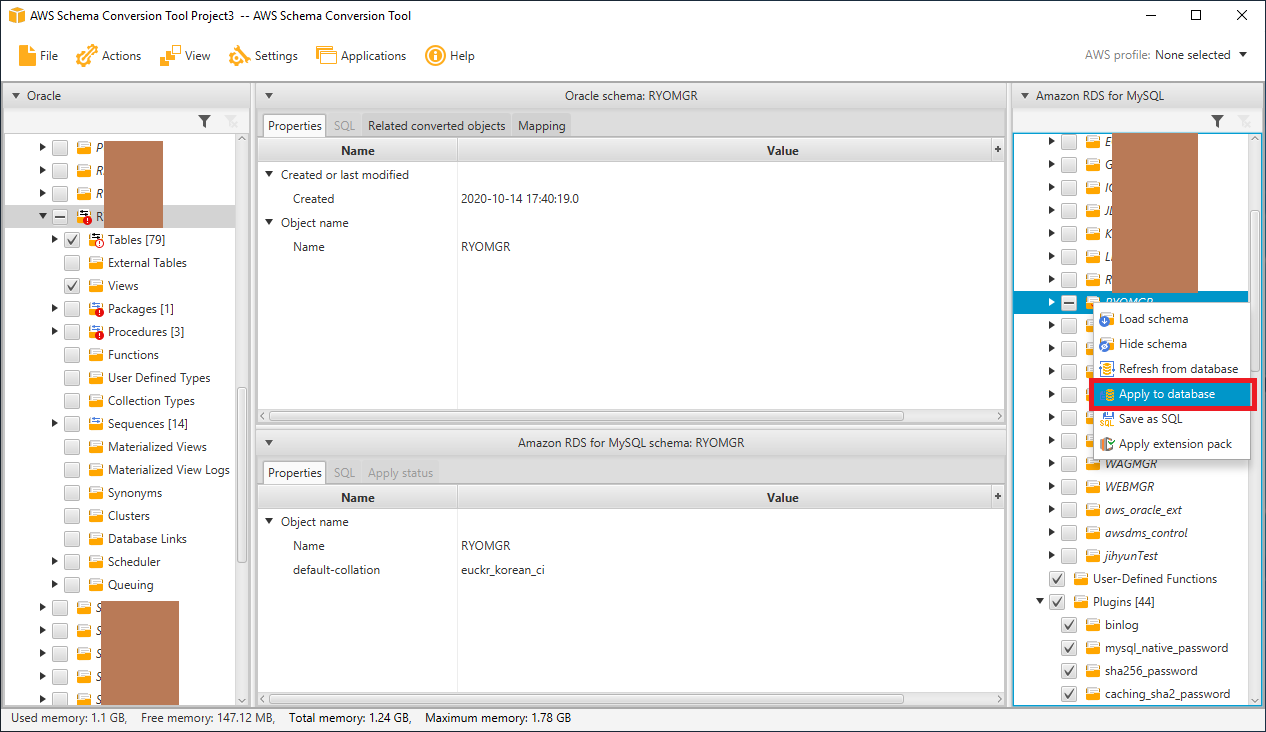 AWS Schema Conversion Tool Project3 -- AWS Schema Conversion Tool
File Actions View Settings Applications Help AWS profile: None selected
Oracle
P
R
R
R
Tables [79]
External Tables
Views
Packages [1]
Procedures [3]
Functions
User Defined Types
Collection Types
Sequences [14]
Materialized Views
Materialized View Logs
Synonyms
Clusters
Database Links
Scheduler
Queuing
S
S
S
S
S
Oracle schema: RYOMGR
Properties SQL Related converted objects Mapping
Name Value +
Created or last modified
Created 2020-10-14 17:40:19.0
Object name
Name RYOMGR
Amazon RDS for MySQL schema: RYOMGR
Properties SQL Apply status
Name Value +
Object name
Name RYOMGR
default-collation euckr_korean_ci
Amazon RDS for MySQL
E
G
IC
JL
K
L
R
RYOMGR
Load schema
Hide schema
Refresh from database
Apply to database
Save as SQL
Apply extension pack
WAGMGR
WEBMGR
aws_oracle_ext
awsdms_control
jihyunTest
User-Defined Functions
Plugins [44]
binlog
mysql_native_password
sha256_password
caching_sha2_password
Used memory: 1.1 GB, Free memory: 147.12 MB, Total memory: 1.24 GB, Maximum memory: 1.78 GB